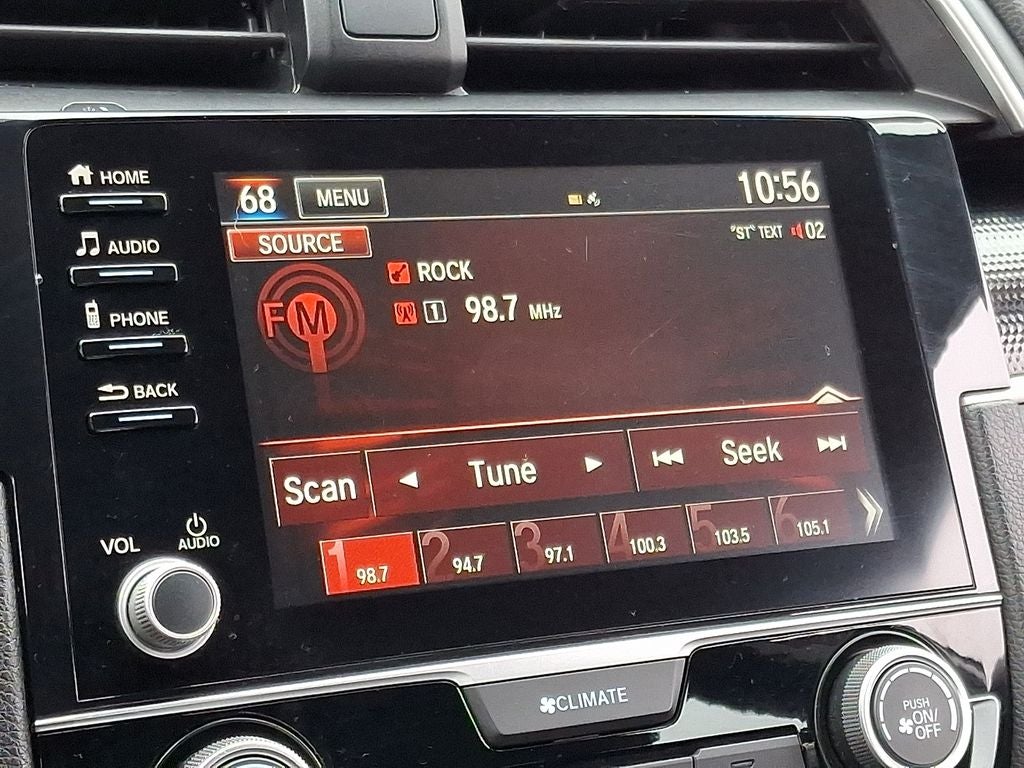 HOME
AUDIO
PHONE
BACK
VOL
AUDIO
68 MENU 10:56
SOURCE "ST" TEXT 02
FM
ROCK
1 98.7 MHz
Scan Tune Seek
1 98.7 2 94.7 3 97.1 4 100.3 5 103.5 6 105.1
CLIMATE
PUSH
ON/
OFF